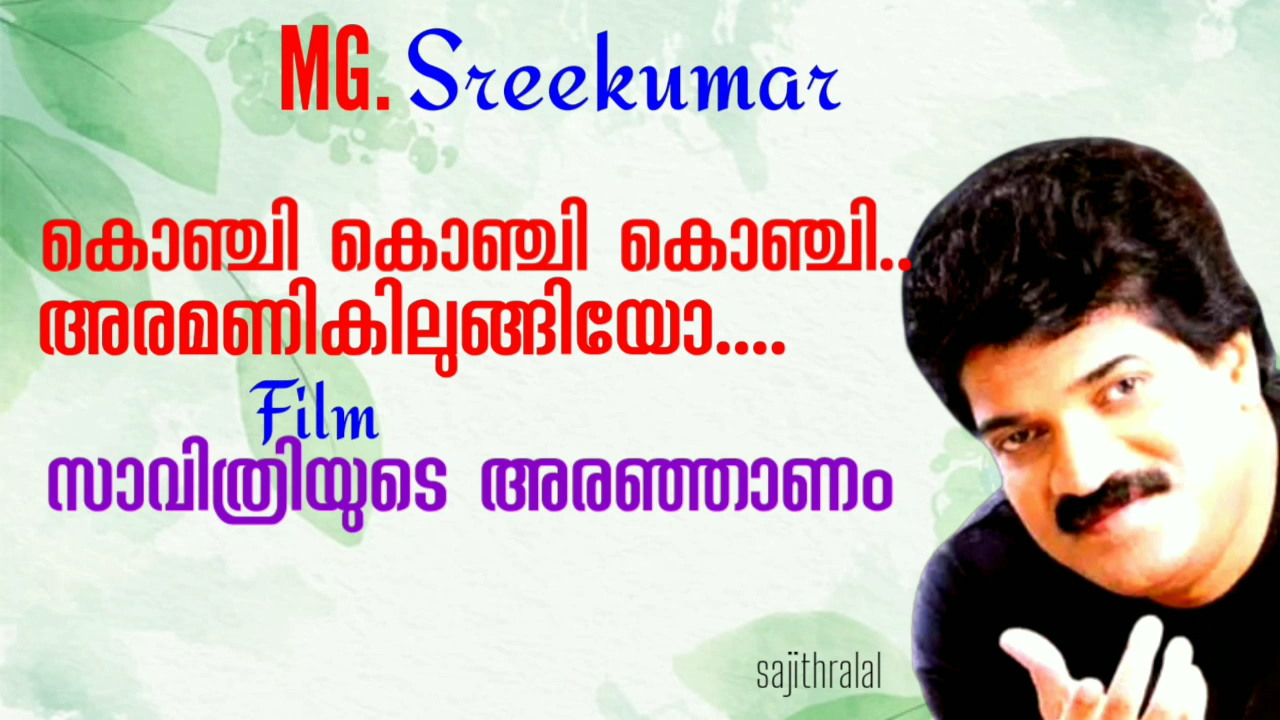 MG. Sreekumar
കൊഞ്ചി കൊഞ്ചി കൊഞ്ചി..
അരമണികിലുങ്ങിയോ....
Film
സാവിത്രിയുടെ അരഞ്ഞാണം
sajithralal